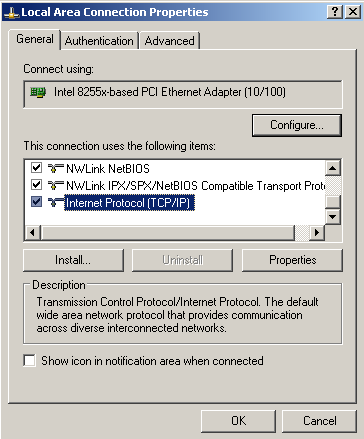 Local Area Connection Properties
General Authentication Advanced
Connect using:
Intel 8255x-based PCI Ethernet Adapter (10/100)
Configure...
This connection uses the following items:
NWLink NetBIOS
NWLink IPX/SPX/NetBIOS Compatible Transport Prot
Internet Protocol (TCP/IP)
Install... Uninstall Properties
Description
Transmission Control Protocol/Internet Protocol. The default
wide area network protocol that provides communication
across diverse interconnected networks.
Show icon in notification area when connected
OK Cancel